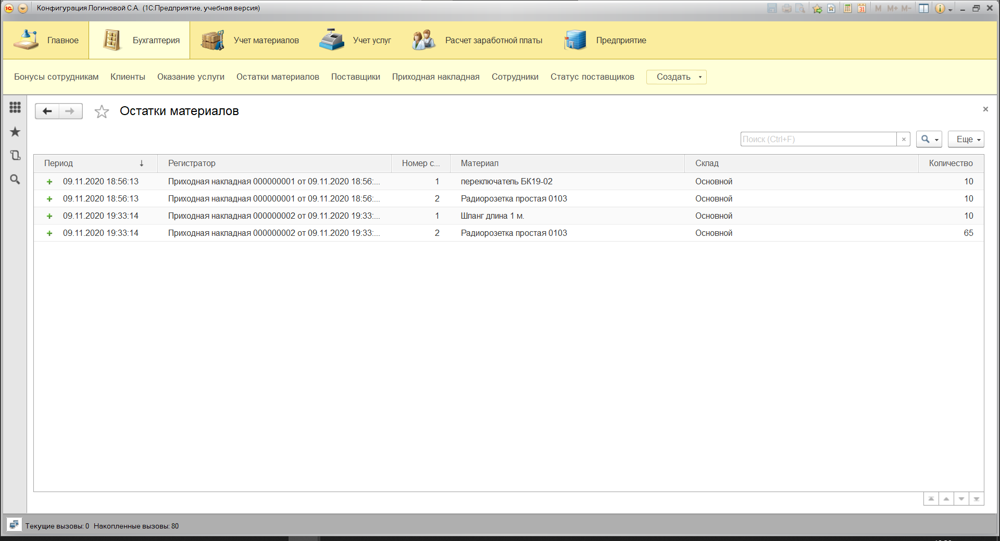 Конфигурация Логиновой С.А. (1С:Предприятие, учебная версия)
31 M M+ M-
Главное Бухгалтерия Учет материалов Учет услуг Расчет заработной платы Предприятие
Бонусы сотрудникам Клиенты Оказание услуги Остатки материалов Поставщики Приходная накладная Сотрудники Статус поставщиков Создать
Остатки материалов
Поиск (Ctrl+F) Еще
Период Регистратор Номер с... Материал Склад Количество
09.11.2020 18:56:13 Приходная накладная 000000001 от 09.11.2020 18:56:... 1 переключатель БК19-02 Основной 10
09.11.2020 18:56:13 Приходная накладная 000000001 от 09.11.2020 18:56:... 2 Радиорозетка простая 0103 Основной 10
09.11.2020 19:33:14 Приходная накладная 000000002 от 09.11.2020 19:33:... 1 Шланг длина 1 м. Основной 10
09.11.2020 19:33:14 Приходная накладная 000000002 от 09.11.2020 19:33:... 2 Радиорозетка простая 0103 Основной 65
Текущие вызовы: 0 Накопленные вызовы: 80